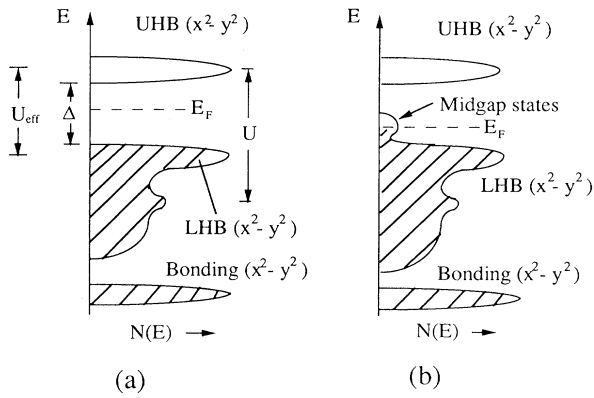 E
UHB (x²- y²)
U_eff
Δ
E_F
U
LHB (x²- y²)
Bonding (x²- y²)
N(E)
(a)
E
UHB (x²- y²)
Midgap states
E_F
LHB (x²- y²)
Bonding (x²- y²)
N(E)
(b)